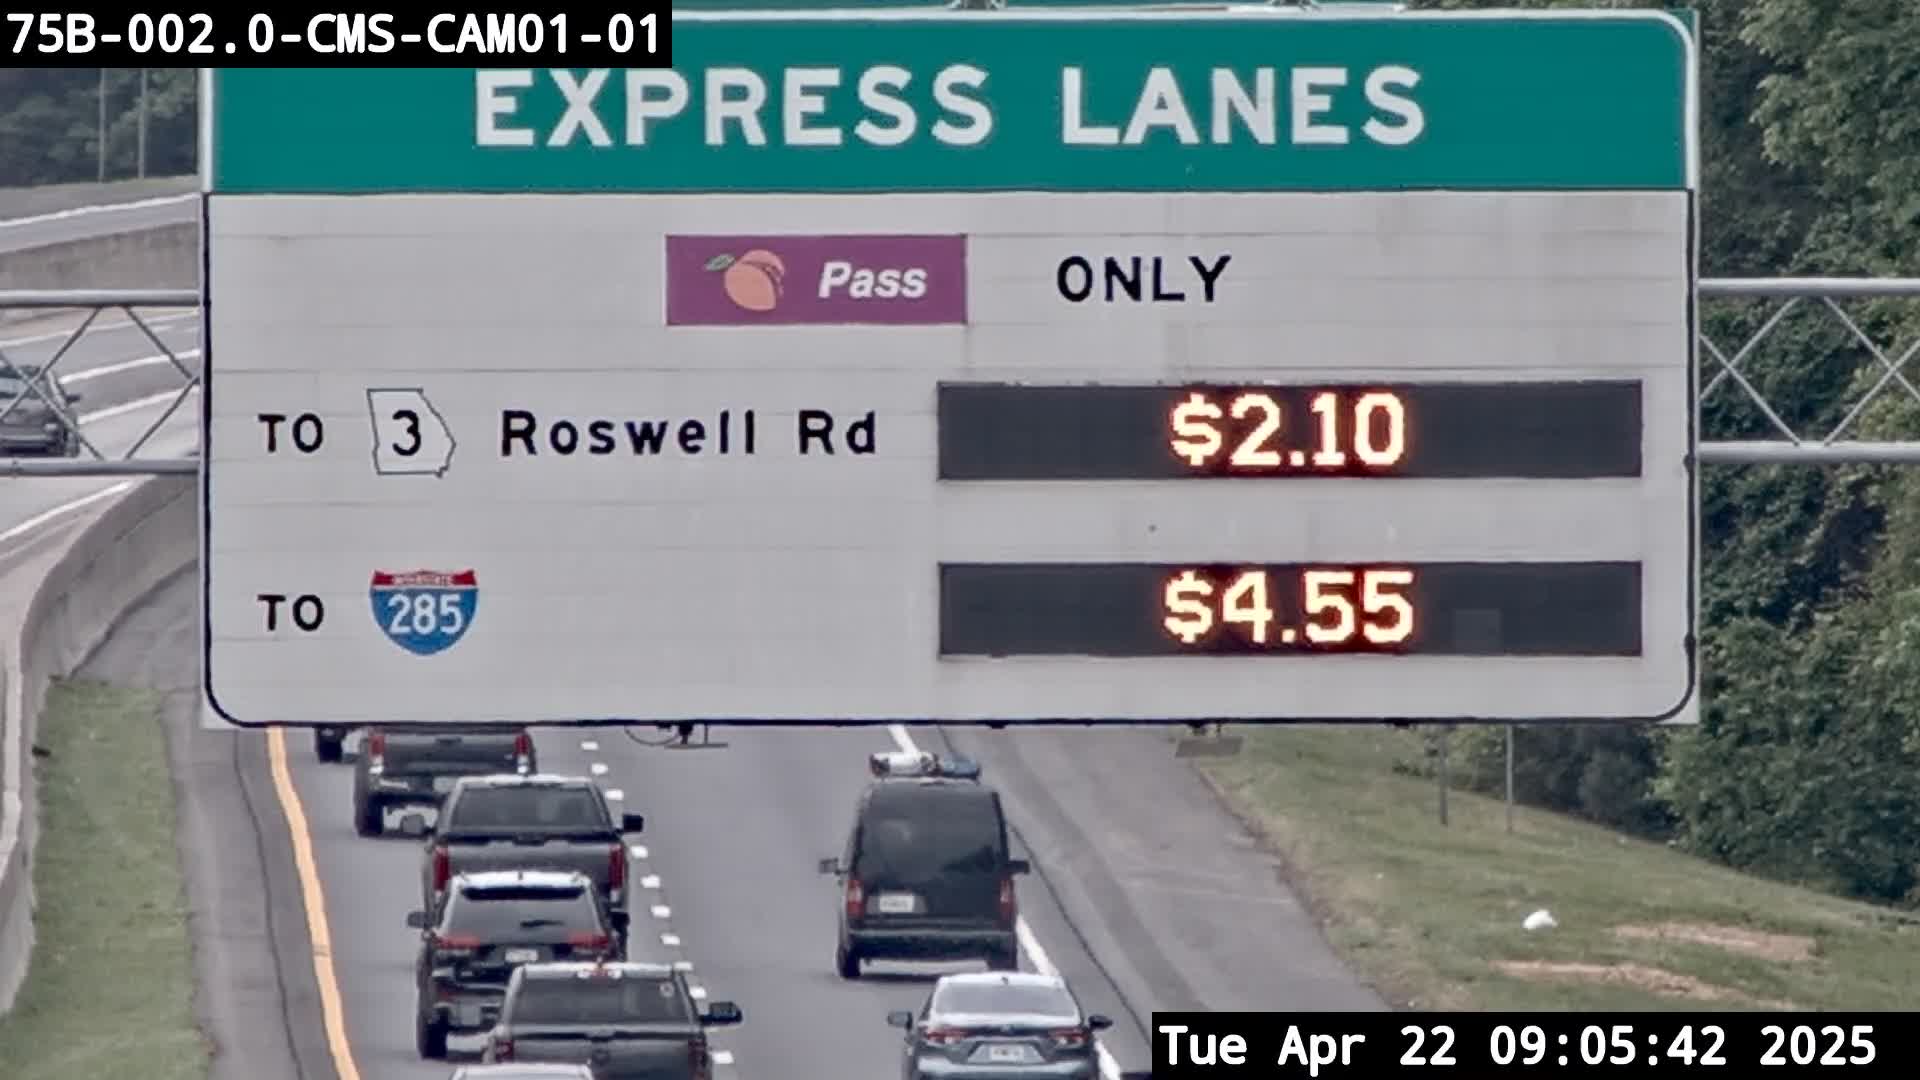 75B-002.0-CMS-CAM01-01
EXPRESS LANES
Pass ONLY
TO 3 Roswell Rd $2.10
TO INTERSTATE 285 $4.55
Tue Apr 22 09:05:42 2025